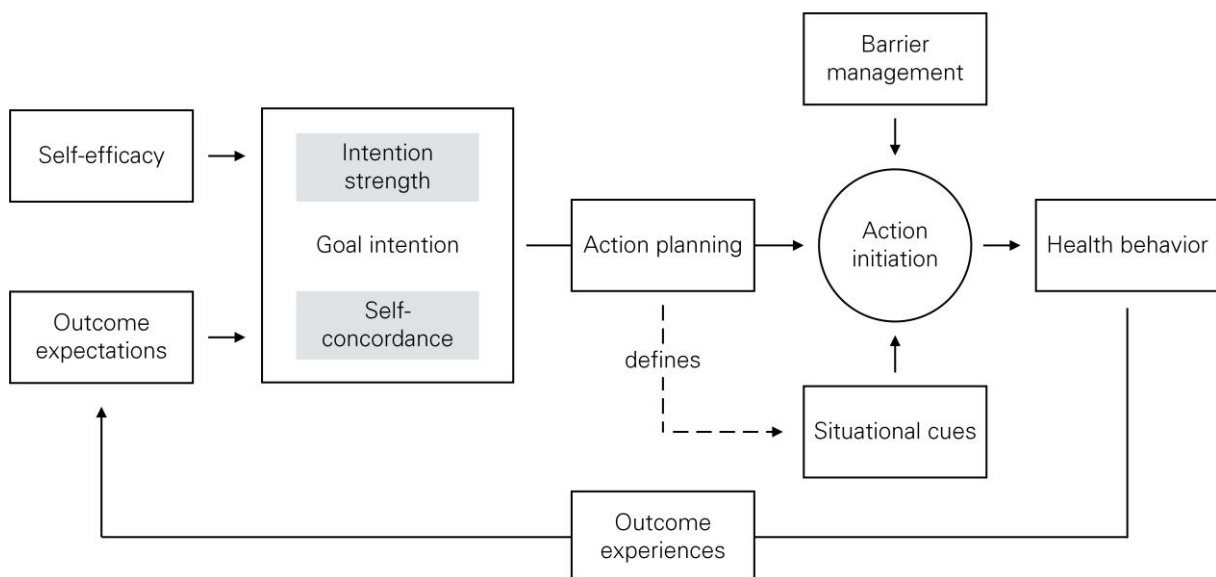 Barrier
management
Self-efficacy
Intention
strength
Goal intention
Action planning
Action
initiation
Health behavior
Outcome
expectations
Self-
concordance
defines
Situational cues
Outcome
experiences